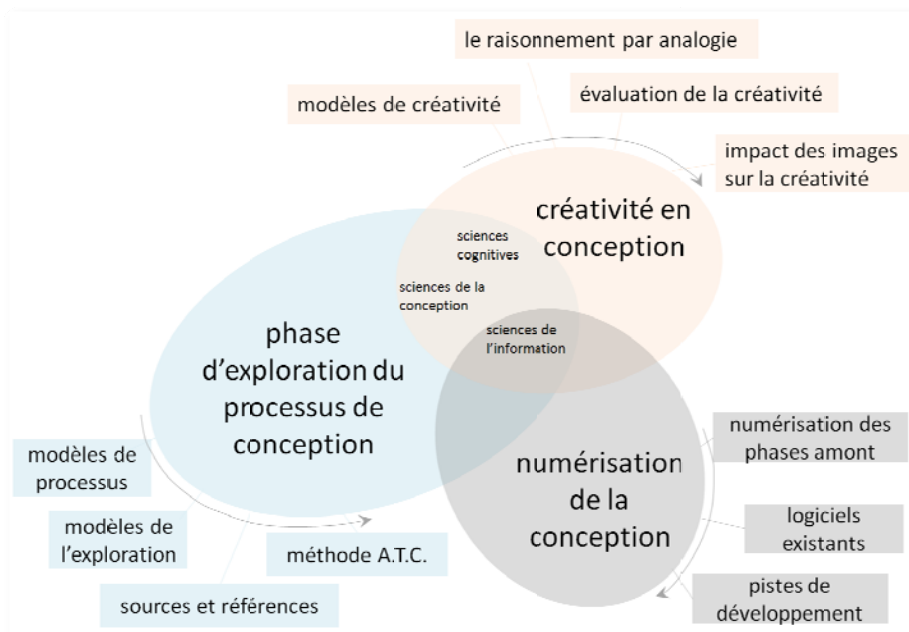 le raisonnement par analogie
modèles de créativité
évaluation de la créativité
impact des images
sur la créativité
créativité en
conception
sciences
cognitives
sciences de la
conception
sciences de
l'information
phase
d'exploration du
processus de
conception
modèles de
processus
modèles de
l'exploration
méthode A.T.C.
sources et références
numérisation
de la
conception
numérisation des
phases amont
logiciels
existants
pistes de
développement